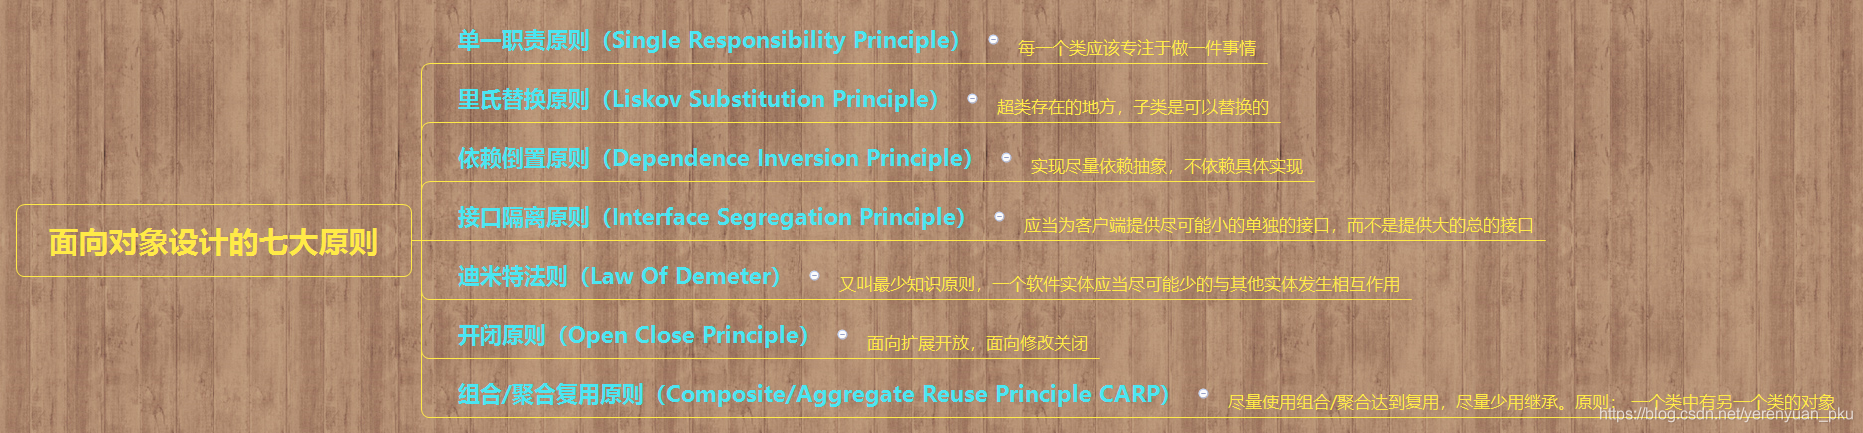 单一职责原则（Single Responsibility Principle）
每一个类应该专注于做一件事情
里氏替换原则（Liskov Substitution Principle）
超类存在的地方，子类是可以替换的
依赖倒置原则（Dependence Inversion Principle）
实现尽量依赖抽象，不依赖具体实现
接口隔离原则（Interface Segregation Principle）
应当为客户端提供尽可能小的单独的接口，而不是提供大的总的接口
面向对象设计的七大原则
迪米特法则（Law Of Demeter）
又叫最少知识原则，一个软件实体应当尽可能少的与其他实体发生相互作用
开闭原则（Open Close Principle）
面向扩展开放，面向修改关闭
组合/聚合复用原则（Composite/Aggregate Reuse Principle CARP）
尽量使用组合/聚合达到复用，尽量少用继承。原则： 一个类中有另一个类的对象
https://blog.csdn.net/yerenyuan_pku